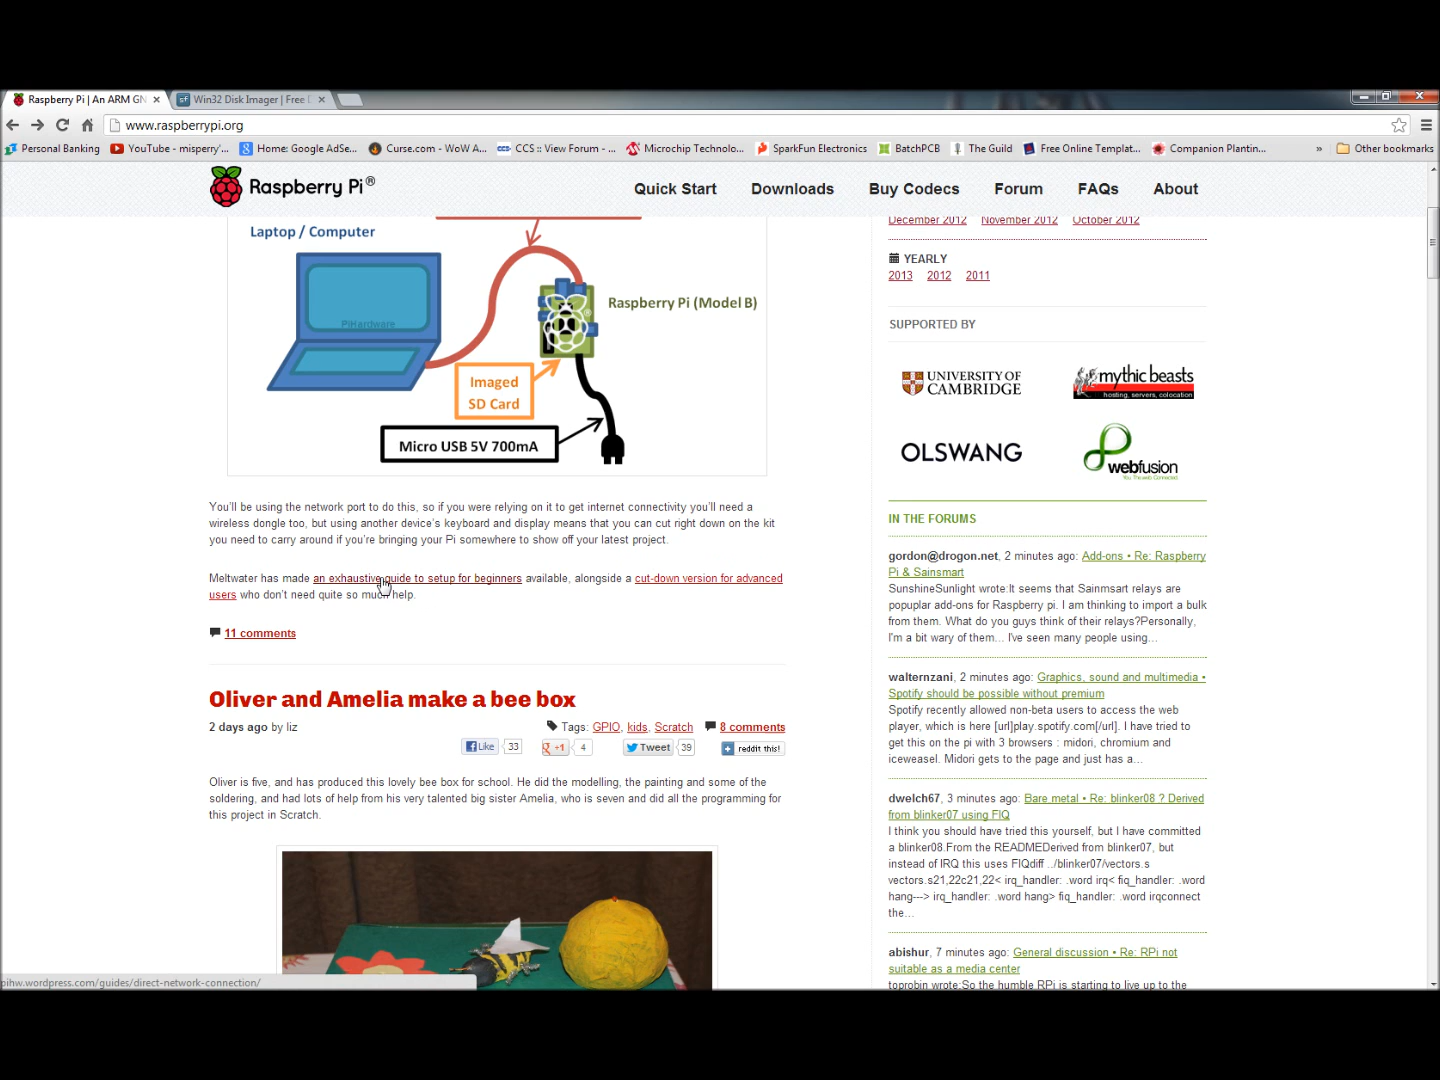 Raspberry Pi | An ARM GN
Win32 Disk Imager | Free
www.raspberrypi.org
Personal Banking
YouTube - misperry'...
Home: Google AdSe...
Curse.com - WoW A...
CCS :: View Forum - ...
Microchip Technolo...
SparkFun Electronics
BatchPCB
The Guild
Free Online Templat...
Companion Plantin...
»
Other bookmarks
Raspberry Pi®
Quick Start
Downloads
Buy Codecs
Forum
FAQs
About
Laptop / Computer
PiHardware
Raspberry Pi (Model B)
Imaged
SD Card
Micro USB 5V 700mA
You'll be using the network port to do this, so if you were relying on it to get internet connectivity you'll need a
wireless dongle too, but using another device's keyboard and display means that you can cut right down on the kit
you need to carry around if you're bringing your Pi somewhere to show off your latest project.
Meltwater has made an exhaustive guide to setup for beginners available, alongside a cut-down version for advanced
users who don't need quite so much help.
11 comments
Oliver and Amelia make a bee box
2 days ago by liz
Tags: GPIO, kids, Scratch
8 comments
Like 33
+1 4
Tweet 39
reddit this!
Oliver is five, and has produced this lovely bee box for school. He did the modelling, the painting and some of the
soldering, and had lots of help from his very talented big sister Amelia, who is seven and did all the programming for
this project in Scratch.
December 2012 November 2012 October 2012
YEARLY
2013 2012 2011
SUPPORTED BY
UNIVERSITY OF
CAMBRIDGE
mythic beasts
hosting, servers, colocation
OLSWANG
webfusion
You. The web. Connected.
IN THE FORUMS
gordon@drogon.net, 2 minutes ago: Add-ons • Re: Raspberry
Pi & Sainsmart
SunshineSunlight wrote:It seems that Sainmsart relays are
popuplar add-ons for Raspberry pi. I am thinking to import a bulk
from them. What do you guys think of their relays?Personally,
I'm a bit wary of them... I've seen many people using...
walternzani, 2 minutes ago: Graphics, sound and multimedia •
Spotify should be possible without premium
Spotify recently allowed non-beta users to access the web
player, which is here [url]play.spotify.com[/url]. I have tried to
get this on the pi with 3 browsers : midori, chromium and
iceweasel. Midori gets to the page and just has a...
dwelch67, 3 minutes ago: Bare metal • Re: blinker08 ? Derived
from blinker07 using FIQ
I think you should have tried this yourself, but I have committed
a blinker08.From the READMEDerived from blinker07, but
instead of IRQ this uses FIQdiff ../blinker07/vectors.s
vectors.s21,22c21,22< irq_handler: .word irq< fiq_handler: .word
hang---> irq_handler: .word hang> fiq_handler: .word irqconnect
the...
abishur, 7 minutes ago: General discussion • Re: RPi not
suitable as a media center
toprobin wrote:So the humble RPi is starting to live up to the
pihw.wordpress.com/guides/direct-network-connection/